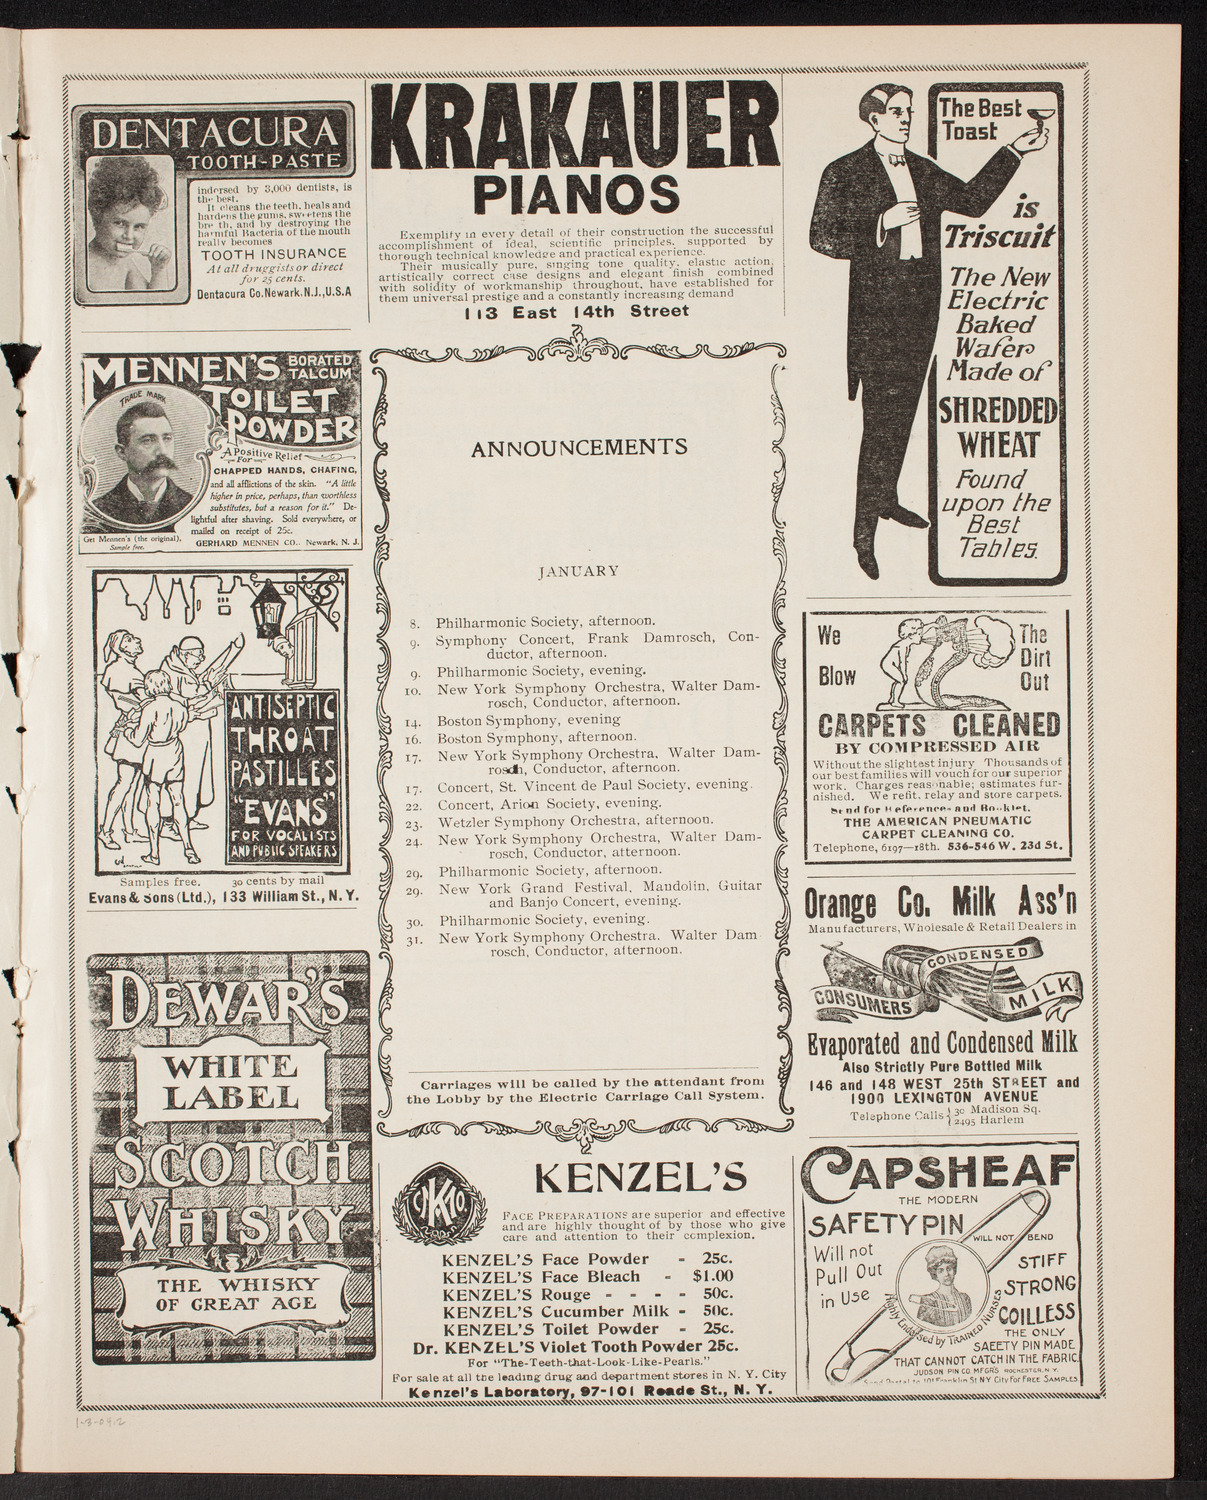 DENTACURA
TOOTH-PASTE
indorsed by 3,000 dentists, is
the best.
It cleans the teeth, heals and
hardens the gums, sweetens the
bre th, and by destroying the
harmful Bacteria of the mouth
really becomes
TOOTH INSURANCE
At all druggists or direct
for 25 cents.
Dentacura Co. Newark, N.J., U.S.A
MENNEN'S BORATED
TALCUM
TOILET
POWDER
TRADE MARK
A Positive Relief
For
CHAPPED HANDS, CHAFING,
and all afflictions of the skin. "A little
higher in price, perhaps, than worthless
substitutes, but a reason for it." De-
lightful after shaving. Sold everywhere, or
mailed on receipt of 25c.
Get Mennen's (the original).
Sample free.
GERHARD MENNEN CO., Newark, N. J.
ANTISEPTIC
THROAT
PASTILLES
"EVANS"
FOR VOCALISTS
AND PUBLIC SPEAKERS
Samples free. 30 cents by mail
Evans & Sons (Ltd.), 133 William St., N. Y.
DEWAR'S
WHITE
LABEL
SCOTCH
WHISKY
THE WHISKY
OF GREAT AGE
KRAKAUER
PIANOS
Exemplify in every detail of their construction the successful
accomplishment of ideal, scientific principles, supported by
thorough technical knowledge and practical experience.
Their musically pure, singing tone quality, elastic action,
artistically correct case designs and elegant finish combined
with solidity of workmanship throughout, have established for
them universal prestige and a constantly increasing demand
113 East 14th Street
ANNOUNCEMENTS
JANUARY
8. Philharmonic Society, afternoon.
9. Symphony Concert, Frank Damrosch, Con-
ductor, afternoon.
9. Philharmonic Society, evening.
10. New York Symphony Orchestra, Walter Dam-
rosch, Conductor, afternoon.
14. Boston Symphony, evening
16. Boston Symphony, afternoon.
17. New York Symphony Orchestra, Walter Dam-
rosch, Conductor, afternoon.
17. Concert, St. Vincent de Paul Society, evening.
22. Concert, Arion Society, evening.
23. Wetzler Symphony Orchestra, afternoon.
24. New York Symphony Orchestra, Walter Dam-
rosch, Conductor, afternoon.
29. Philharmonic Society, afternoon.
29. New York Grand Festival, Mandolin, Guitar
and Banjo Concert, evening.
30. Philharmonic Society, evening.
31. New York Symphony Orchestra, Walter Dam
rosch, Conductor, afternoon.
Carriages will be called by the attendant from
the Lobby by the Electric Carriage Call System.
KENZEL'S
FACE PREPARATIONS are superior and effective
and are highly thought of by those who give
care and attention to their complexion.
KENZEL'S Face Powder - 25c.
KENZEL'S Face Bleach - $1.00
KENZEL'S Rouge - - - - 50c.
KENZEL'S Cucumber Milk - 50c.
KENZEL'S Toilet Powder - 25c.
Dr. KENZEL'S Violet Tooth Powder 25c.
For "The-Teeth-that-Look-Like-Pearls."
For sale at all the leading drug and department stores in N. Y. City
Kenzel's Laboratory, 97-101 Reade St., N. Y.
The Best
Toast
is
Triscuit
The New
Electric
Baked
Wafer
Made of
SHREDDED
WHEAT
Found
upon the
Best
Tables.
We
Blow
The
Dirt
Out
CARPETS CLEANED
BY COMPRESSED AIR
Without the slightest injury Thousands of
our best families will vouch for our superior
work. Charges reasonable; estimates fur-
nished. We refit, relay and store carpets.
Send for References and Booklet.
THE AMERICAN PNEUMATIC
CARPET CLEANING CO.
Telephone, 6197—18th. 536-546 W. 23d St.
Orange Co. Milk Ass'n
Manufacturers, Wholesale & Retail Dealers in
CONSUMERS
CONDENSED
MILK
Evaporated and Condensed Milk
Also Strictly Pure Bottled Milk
146 and 148 WEST 25th STREET and
1900 LEXINGTON AVENUE
Telephone Calls { 30 Madison Sq.
2495 Harlem
CAPSHEAF
THE MODERN
SAFETY PIN
WILL NOT BEND
Will not
Pull Out
in Use
STIFF
STRONG
COILLESS
Highly Endorsed by TRAINED NURSES
THE ONLY
SAFETY PIN MADE
THAT CANNOT CATCH IN THE FABRIC.
JUDSON PIN CO. MFGRS ROCHESTER, N.Y.
Send Postal to 101 Franklin St NY City for FREE SAMPLES
1-3-04.2